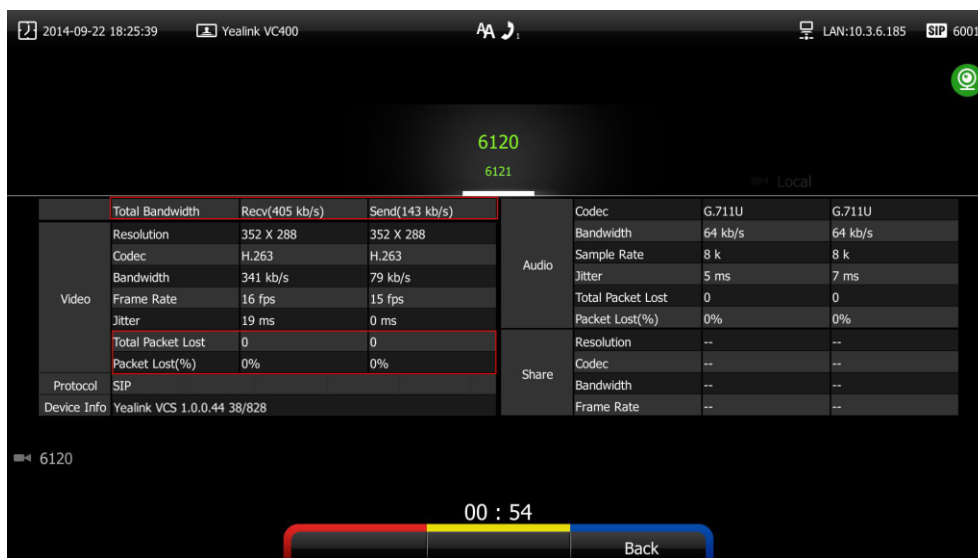 2014-09-22 18:25:39 Yealink VC400 AA 1 LAN:10.3.6.185 SIP 6001
6120
6121
Local
Total Bandwidth Recv(405 kb/s) Send(143 kb/s)
Video
Resolution 352 X 288 352 X 288
Codec H.263 H.263
Bandwidth 341 kb/s 79 kb/s
Frame Rate 16 fps 15 fps
Jitter 19 ms 0 ms
Total Packet Lost 0 0
Packet Lost(%) 0% 0%
Protocol SIP
Device Info Yealink VCS 1.0.0.44 38/828
Audio
Codec G.711U G.711U
Bandwidth 64 kb/s 64 kb/s
Sample Rate 8 k 8 k
Jitter 5 ms 7 ms
Total Packet Lost 0 0
Packet Lost(%) 0% 0%
Share
Resolution -- --
Codec -- --
Bandwidth -- --
Frame Rate -- --
6120
00 : 54
Back